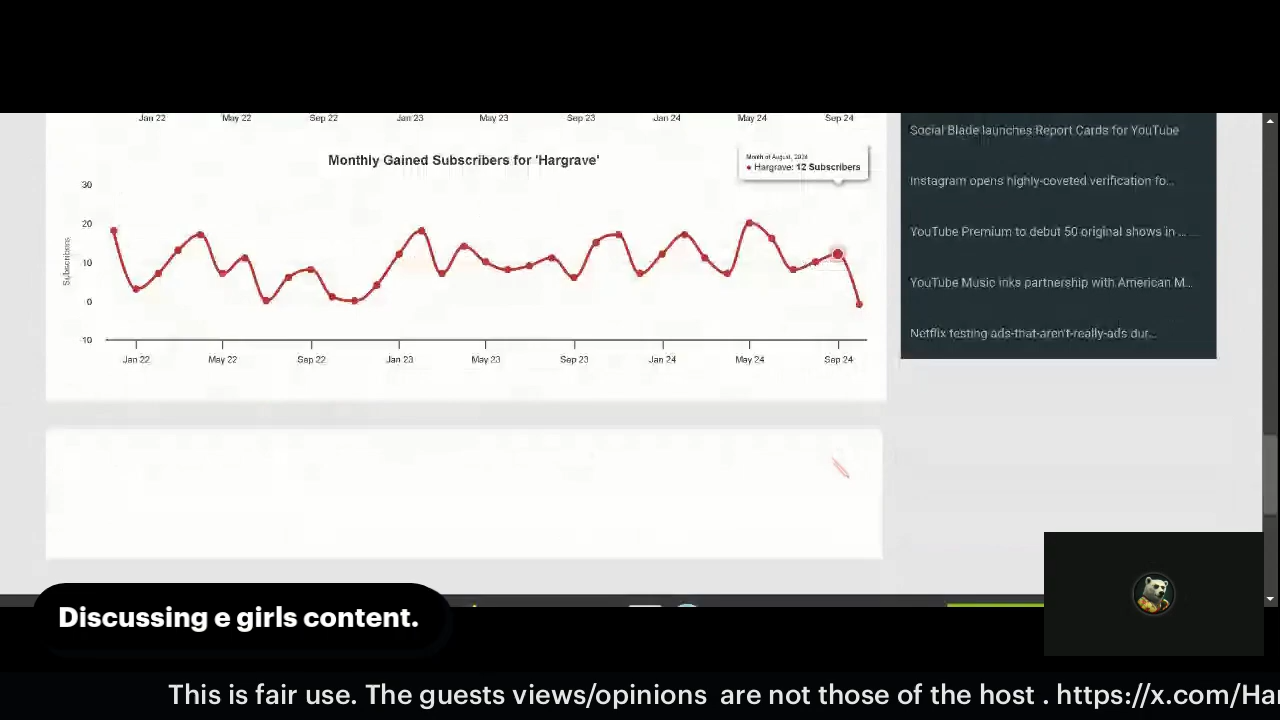 Jan 22 May 22 Sep 22 Jan 23 May 23 Sep 23 Jan 24 May 24 Sep 24
Monthly Gained Subscribers for 'Hargrave'
Month of August, 2024
Hargrave: 12 Subscribers
30
20
10
0
-10
Subscribers
Jan 22 May 22 Sep 22 Jan 23 May 23 Sep 23 Jan 24 May 24 Sep 24
Social Blade launches Report Cards for YouTube
Instagram opens highly-coveted verification fo...
YouTube Premium to debut 50 original shows in ...
YouTube Music inks partnership with American M...
Netflix testing ads-that-aren't-really-ads dur...
Discussing e girls content.
This is fair use. The guests views/opinions are not those of the host . https://x.com/Har